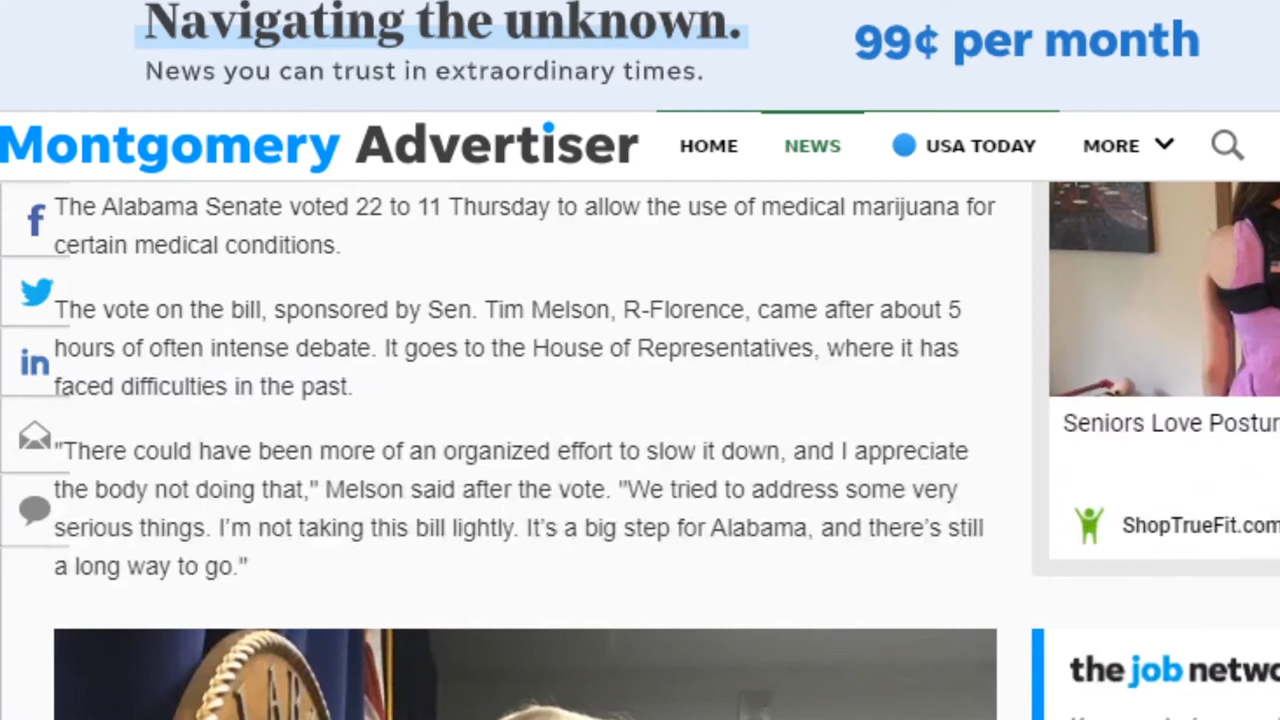 Navigating the unknown.
News you can trust in extraordinary times.
99¢ per month
Montgomery Advertiser
HOME
NEWS
USA TODAY
MORE
The Alabama Senate voted 22 to 11 Thursday to allow the use of medical marijuana for
certain medical conditions.
The vote on the bill, sponsored by Sen. Tim Melson, R-Florence, came after about 5
hours of often intense debate. It goes to the House of Representatives, where it has
faced difficulties in the past.
"There could have been more of an organized effort to slow it down, and I appreciate
the body not doing that," Melson said after the vote. "We tried to address some very
serious things. I’m not taking this bill lightly. It’s a big step for Alabama, and there’s still
a long way to go."
Seniors Love Postur
ShopTrueFit.com
the job netwo